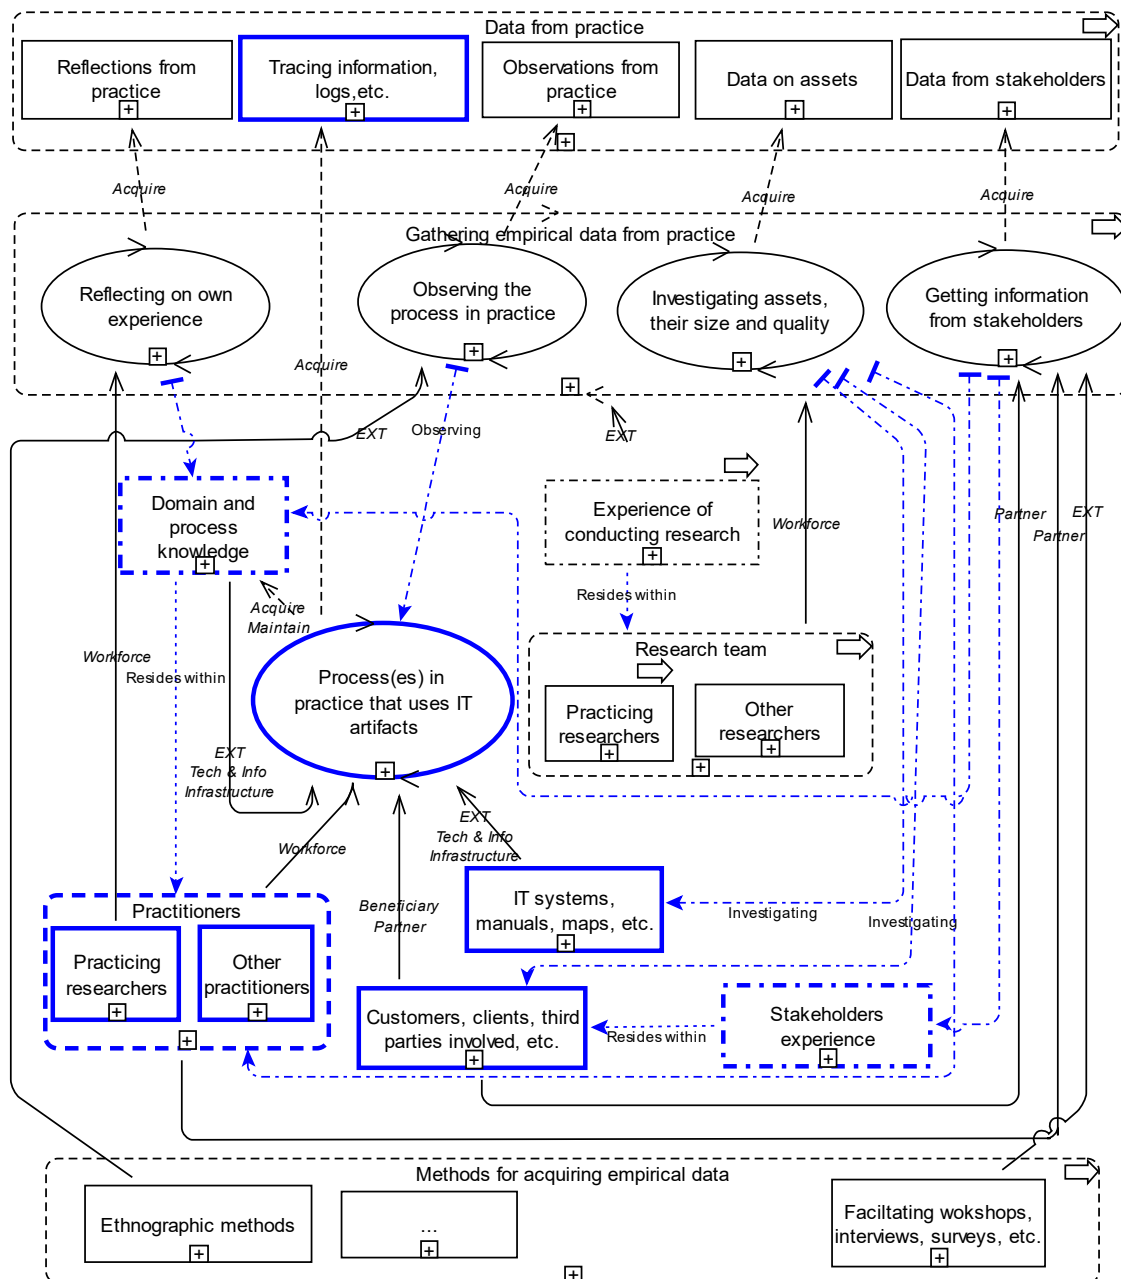 Data from practice
Reflections from
practice
Tracing information,
logs,etc.
Observations from
practice
Data on assets
Data from stakeholders
Acquire
Acquire
Acquire
Acquire
Gathering empirical data from practice
Reflecting on own
experience
Observing the
process in practice
Investigating assets,
their size and quality
Getting information
from stakeholders
Acquire
EXT
Observing
EXT
Domain and
process
knowledge
Experience of
conducting research
Workforce
Partner
EXT
Partner
Acquire
Maintain
Resides within
Workforce
Resides within
Research team
Practicing
researchers
Other
researchers
Process(es) in
practice that uses IT
artifacts
EXT
Tech & Info
Infrastructure
EXT
Tech & Info
Infrastructure
Workforce
Beneficiary
Partner
Practitioners
Practicing
researchers
Other
practitioners
IT systems,
manuals, maps, etc.
Investigating
Investigating
Customers, clients, third
parties involved, etc.
Resides within
Stakeholders
experience
Methods for acquiring empirical data
Ethnographic methods
...
Faciltating wokshops,
interviews, surveys, etc.